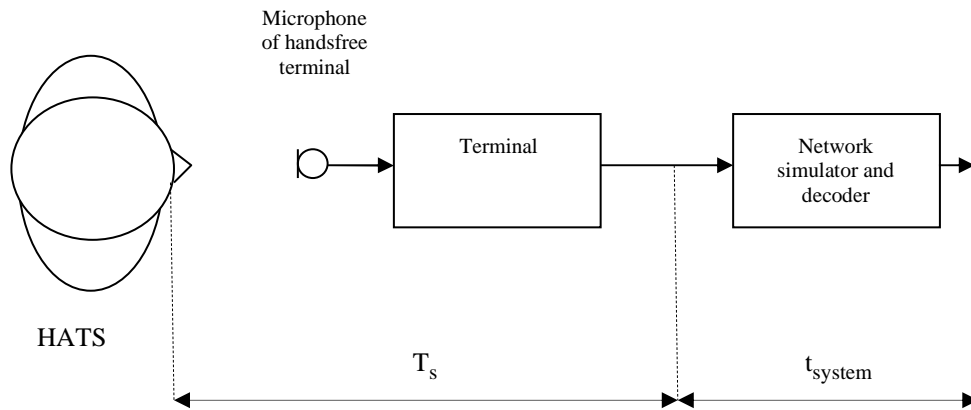 Microphone
of handsfree
terminal
Terminal
Network
simulator and
decoder
HATS
Ts
tsystem